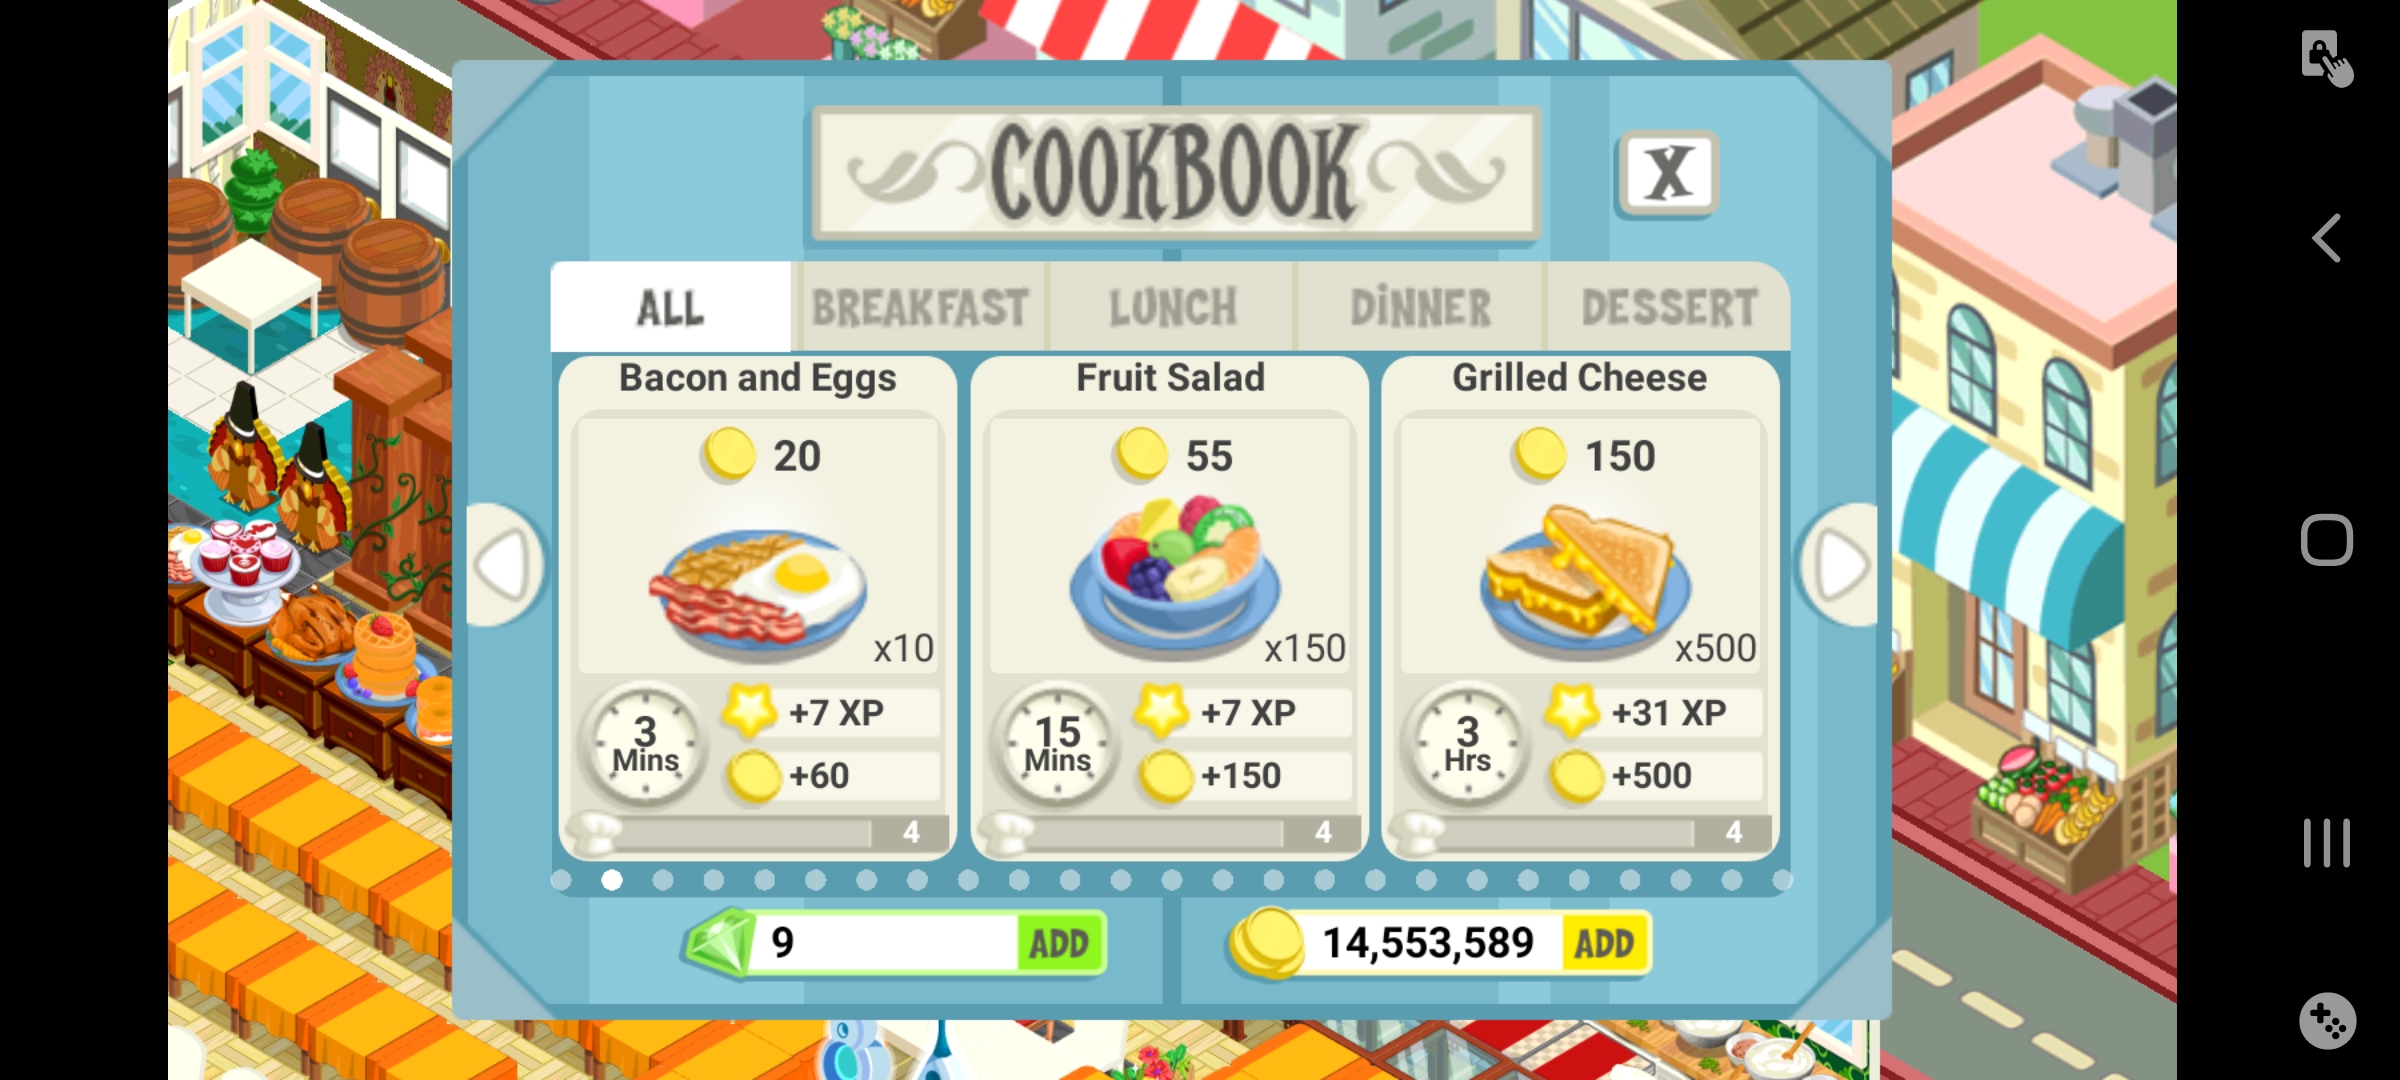 COOKBOOK
X
ALL BREAKFAST LUNCH DINNER DESSERT
Bacon and Eggs
20
x10
3 Mins
+7 XP
+60
4
Fruit Salad
55
x150
15 Mins
+7 XP
+150
4
Grilled Cheese
150
x500
3 Hrs
+31 XP
+500
4
9 ADD
14,553,589 ADD